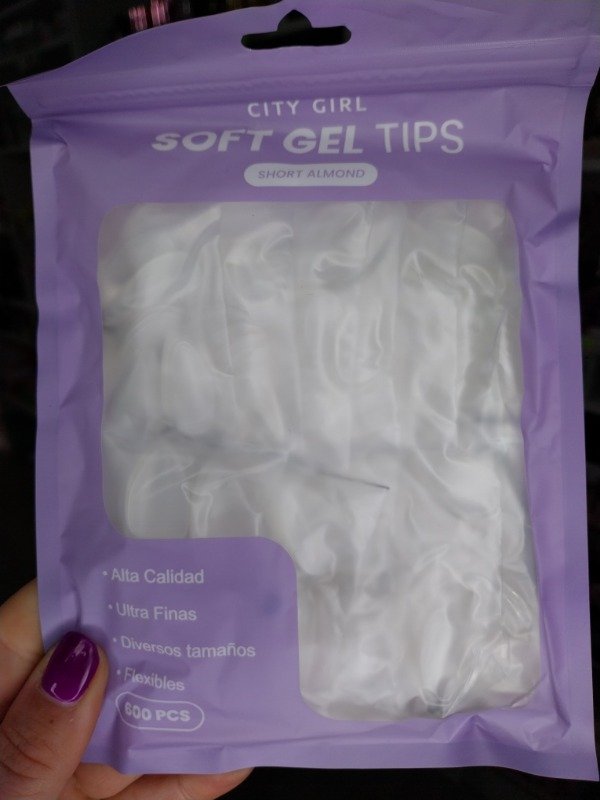 CITY GIRL
SOFT GEL TIPS
SHORT ALMOND
• Alta Calidad
• Ultra Finas
• Diversos tamaños
• Flexibles
600 PCS